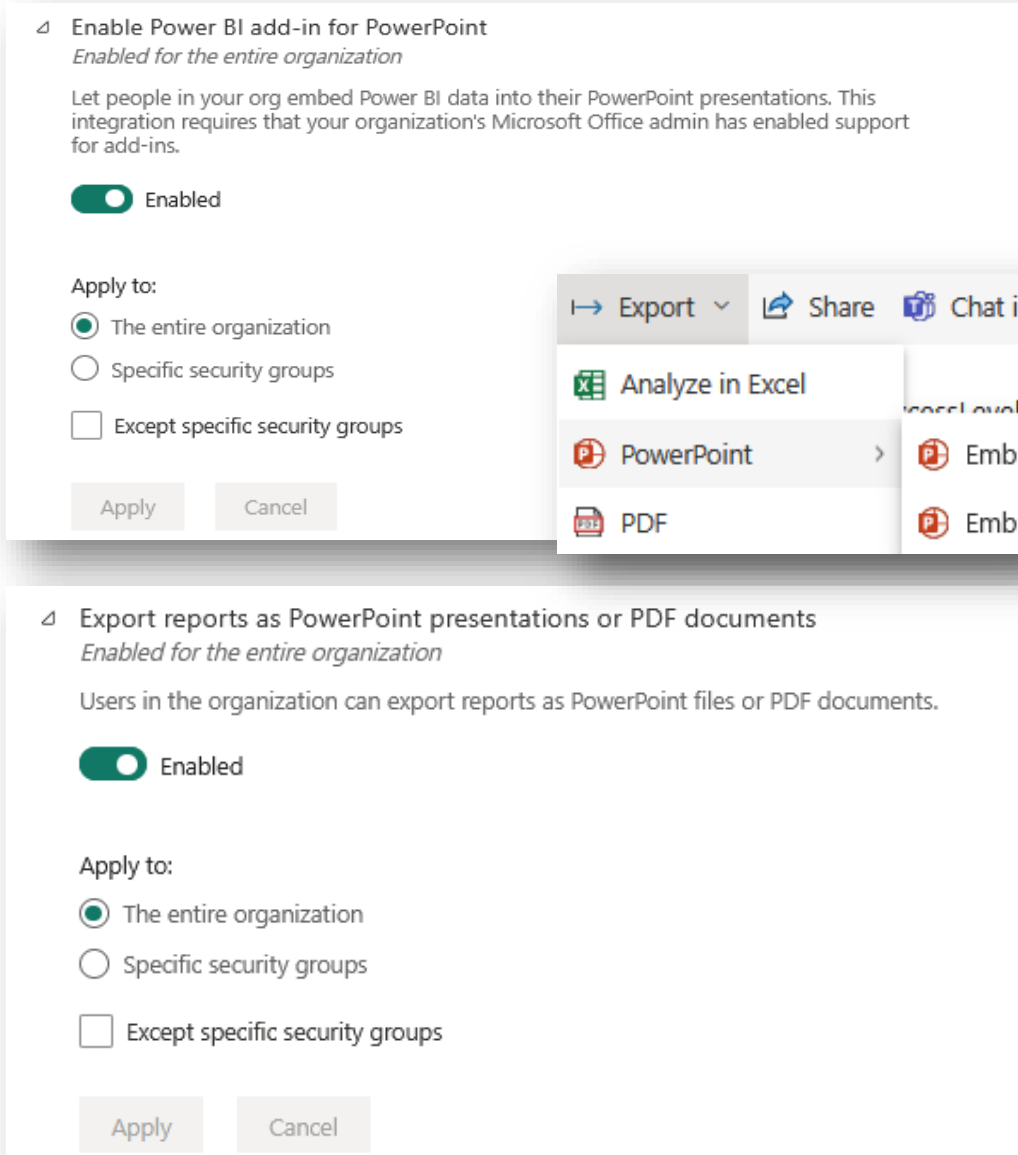 Enable Power BI add-in for PowerPoint
Enabled for the entire organization
Let people in your org embed Power BI data into their PowerPoint presentations. This
integration requires that your organization's Microsoft Office admin has enabled support
for add-ins.
Enabled
Apply to:
The entire organization
Specific security groups
Except specific security groups
Apply Cancel
Export Share Chat i
Analyze in Excel
PowerPoint Emb
PDF Emb
Export reports as PowerPoint presentations or PDF documents
Enabled for the entire organization
Users in the organization can export reports as PowerPoint files or PDF documents.
Enabled
Apply to:
The entire organization
Specific security groups
Except specific security groups
Apply Cancel